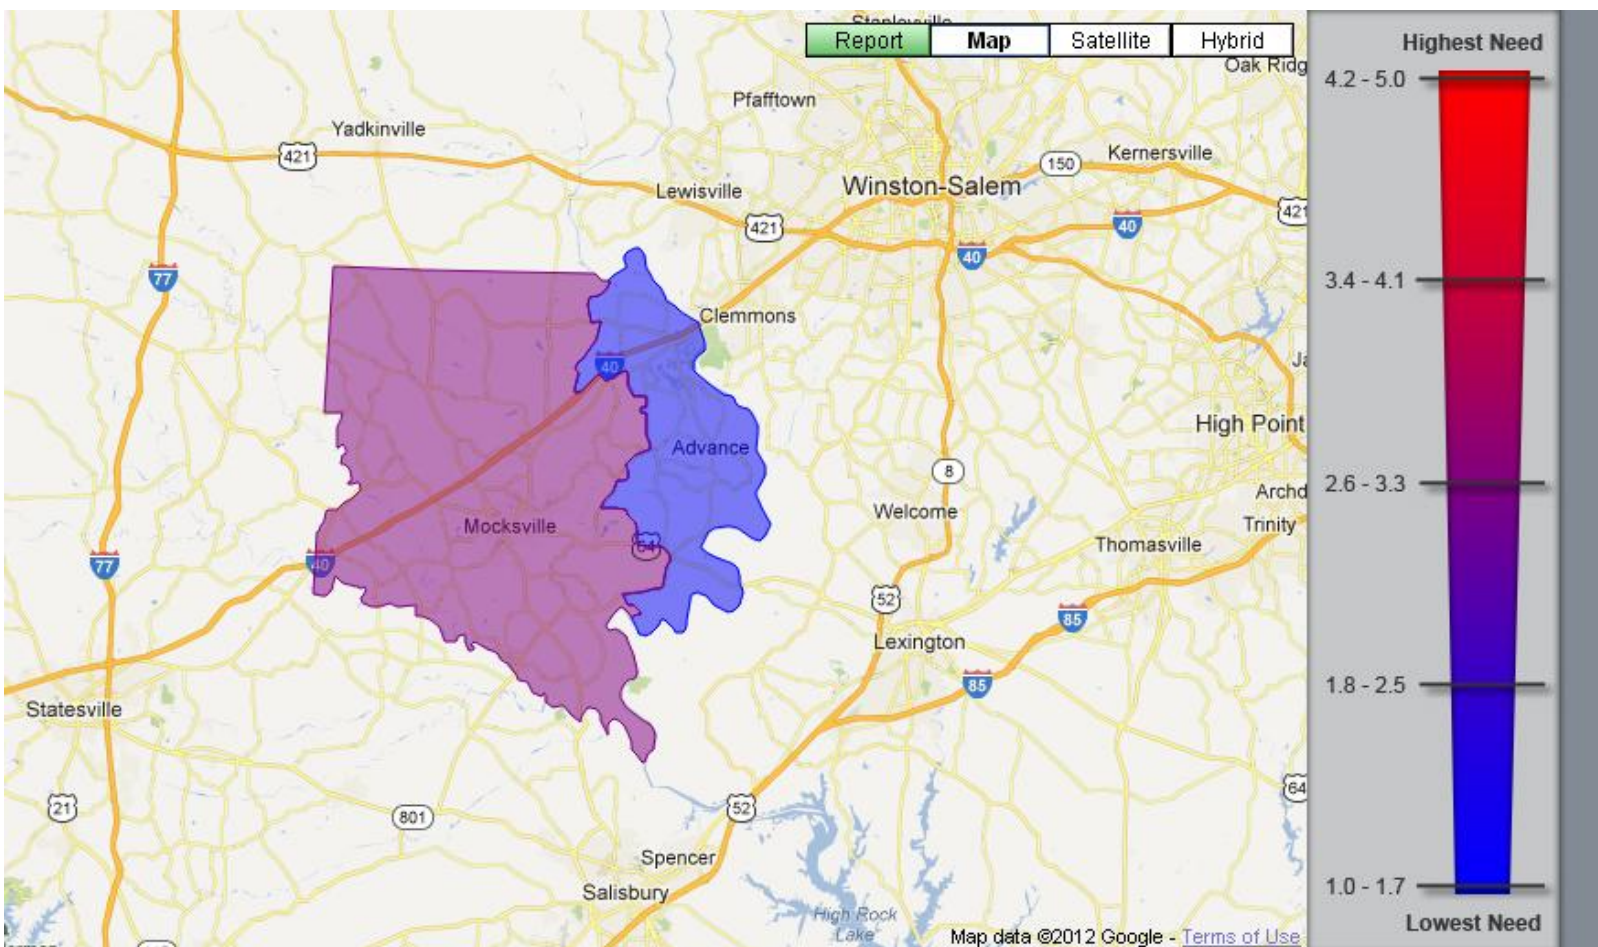 Stanleyville
Report
Map
Satellite
Hybrid
Highest Need
4.2 - 5.0
Pfafftown
Yadkinville
421
150
Kernersville
Lewisville
Winston-Salem
421
421
40
40
77
3.4 - 4.1
Clemmons
40
High Point
Advance
8
2.6 - 3.3
Welcome
Mocksville
Trinity
64
Thomasville
40
77
52
85
Lexington
85
1.8 - 2.5
Statesville
21
801
52
64
Spencer
Salisbury
1.0 - 1.7
High Rock
Lake
Lowest Need
Map data ©2012 Google - Terms of Use